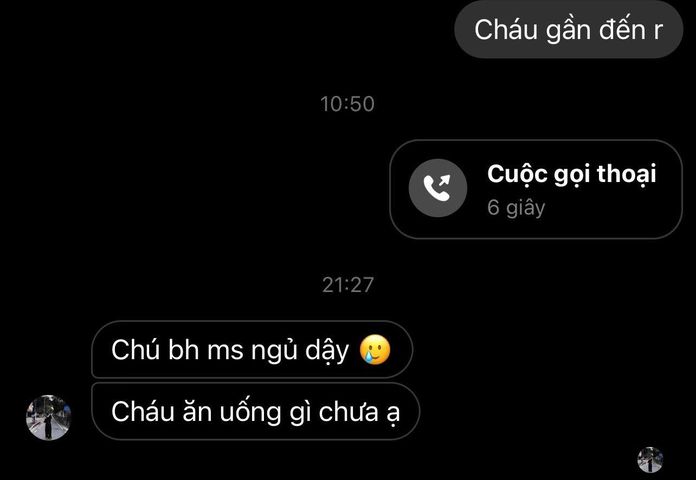 Cháu gần đến r
10:50
Cuộc gọi thoại
6 giây
21:27
Chú bh ms ngủ dậy 🥲
Cháu ăn uống gì chưa ạ